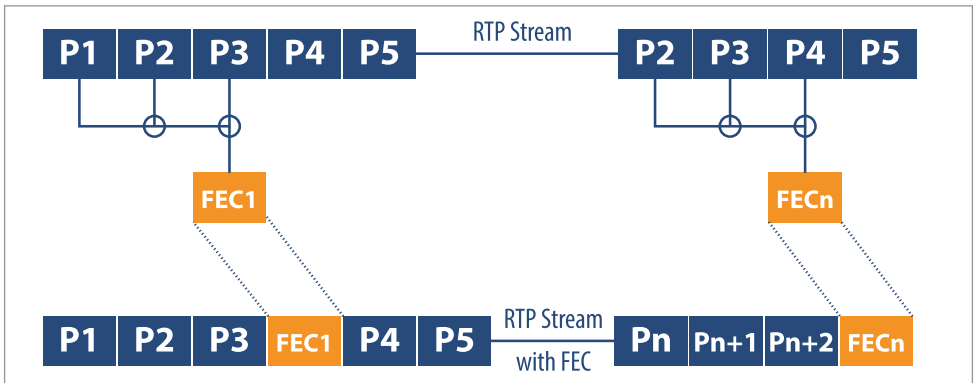 P1 P2 P3 P4 P5 RTP Stream P2 P3 P4 P5
FEC1 FECn
P1 P2 P3 FEC1 P4 P5 RTP Stream with FEC Pn Pn+1 Pn+2 FECn